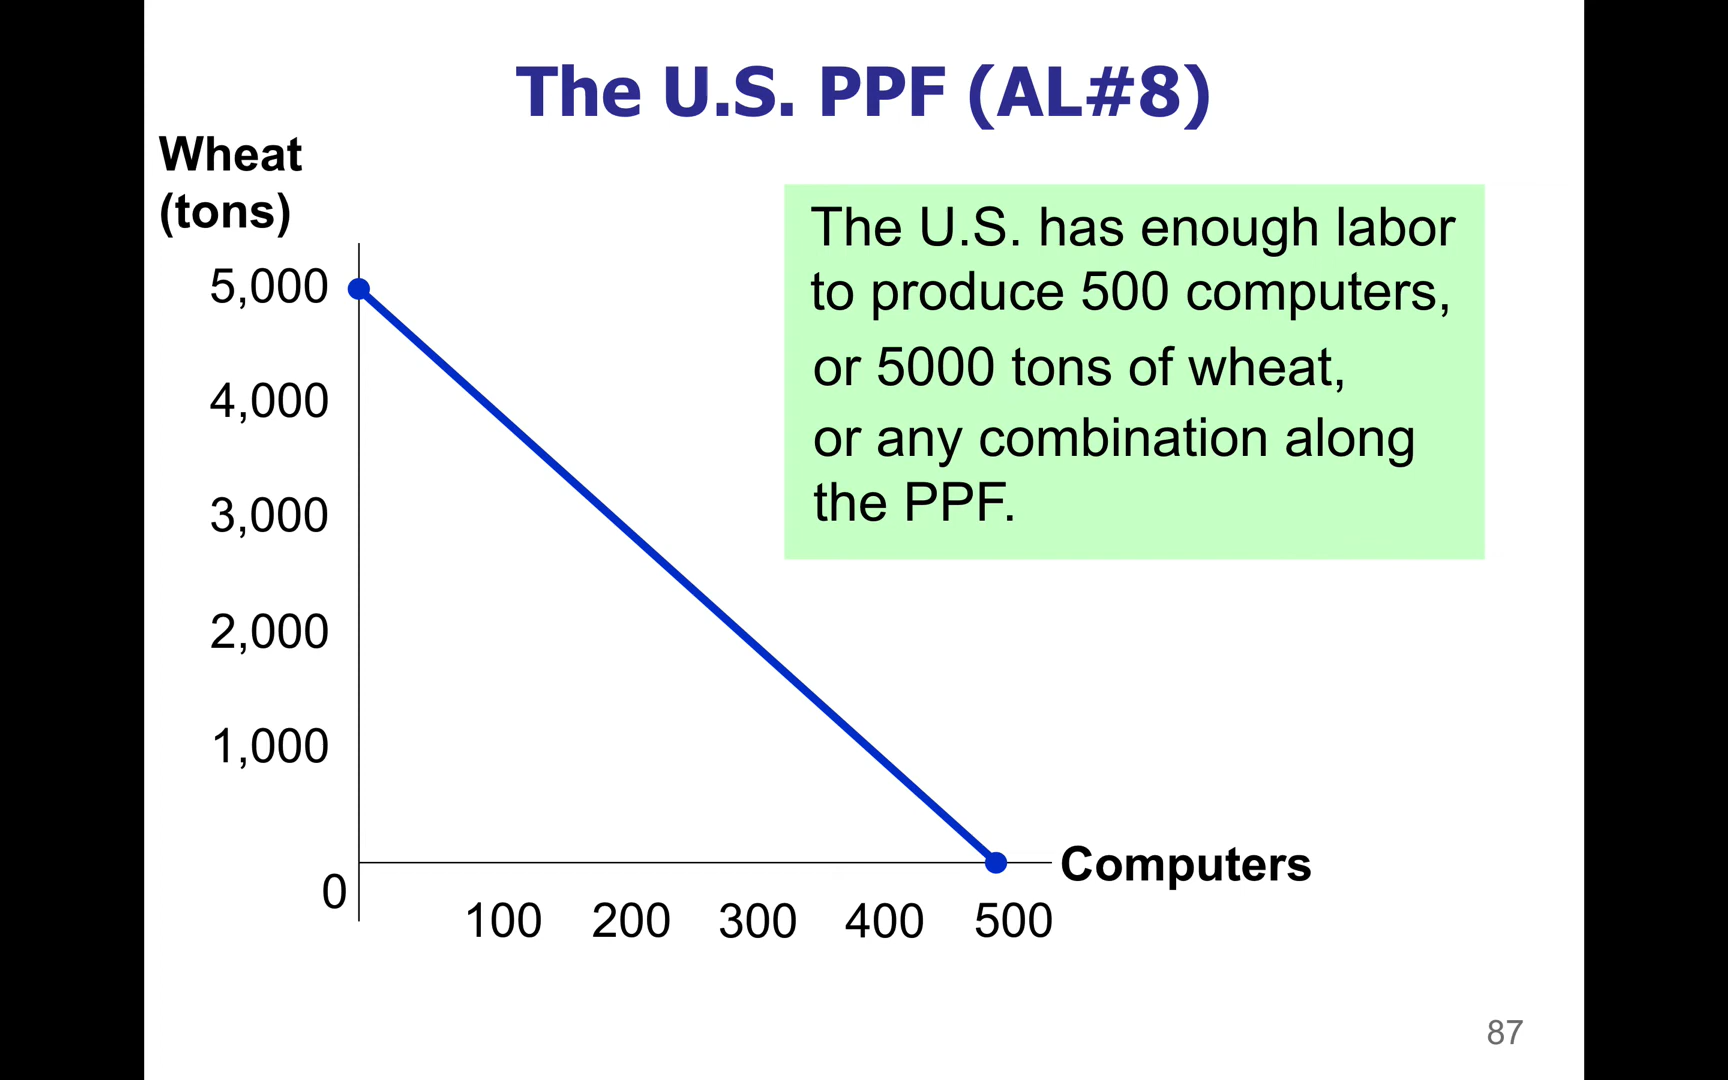 The U.S. PPF (AL#8)
Wheat
(tons)
The U.S. has enough labor
to produce 500 computers,
or 5000 tons of wheat,
or any combination along
the PPF.
5,000
4,000
3,000
2,000
1,000
0
Computers
100 200 300 400 500
87